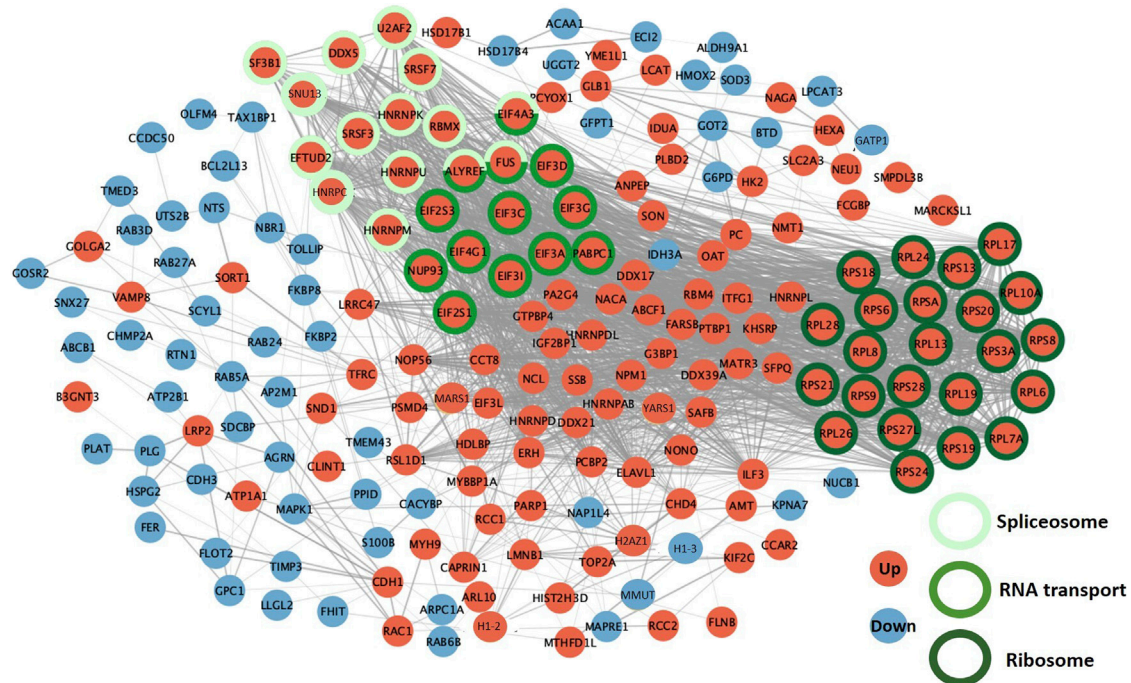 U2AF2
HSD17B1
ACAA1
HSD17B4
ECI2
ALDH9A1
DDX5
SF3B1
SRSF7
UGGT2
YME1L1
LCAT
HMOX2
SOD3
SNU13
PCYOX1
GLB1
NAGA
LPCAT3
OLFM4
TAX1BP1
HNRNPK
RBMX
EIF4A3
GFPT1
IDUA
GOT2
BTD
HEXA
GATP1
CCDC50
SRSF3
EFTUD2
BCL2L13
HNRNPU
ALYREF
FUS
EIF3D
PLBD2
G6PD
HK2
SLC2A3
NEU1
SMPDL3B
HNRPC
TMED3
UTS2B
NTS
NBR1
EIF2S3
EIF3C
EIF3G
ANPEP
SON
FCGBP
MARCKSL1
RAB3D
HNRNPM
GOLGA2
TOLLIP
EIF4G1
EIF3A
PABPC1
PC
NMT1
RPL17
GOSR2
RAB27A
SORT1
NUP93
EIF3I
IDH3A
OAT
RPL24
RPS13
RPS18
SNX27
VAMP8
SCYL1
FKBP8
LRRC47
EIF2S1
PA2G4
NACA
DDX17
RBM4
ITFG1
HNRNPL
RPS6
RPSA
RPS20
RPL10A
CHMP2A
FKBP2
GTPBP4
ABCF1
FARSB
PTBP1
KHSRP
RPL28
ABCB1
RTN1
RAB24
HNRNPDL
IGF2BP1
RPL8
RPL13
RPS3A
RPS8
NOP56
CCT8
G3BP1
MATR3
SFPQ
RAB5A
TFRC
NCL
SSB
NPM1
DDX39A
RPS21
RPS9
RPS28
RPL19
RPL6
B3GNT3
ATP2B1
AP2M1
MARS1
PSMD4
EIF3L
HNRNPAB
YARS1
SAFB
SND1
HNRNPD
DDX21
RPL26
RPS27L
RPL7A
RPS19
LRP2
SDCBP
TMEM43
HDLBP
ERH
NONO
PLAT
PLG
AGRN
CLINT1
RSL1D1
PCBP2
ELAVL1
ILF3
RPS24
HSPG2
CDH3
ATP1A1
MAPK1
PPID
CACYBP
MYBBP1A
PARP1
CHD4
AMT
KPNA7
NUCB1
FER
RCC1
NAP1L4
Spliceosome
FLOT2
S100B
MYH9
LMNB1
H2AZ1
H1-3
CCAR2
TIMP3
CAPRIN1
TOP2A
KIF2C
Up
GPC1
CDH1
RNA transport
LLGL2
FHIT
ARPC1A
ARL10
HIST2H3D
MMUT
RAC1
RAB6B
H1-2
MTHFD1L
MAPRE1
RCC2
FLNB
Down
Ribosome